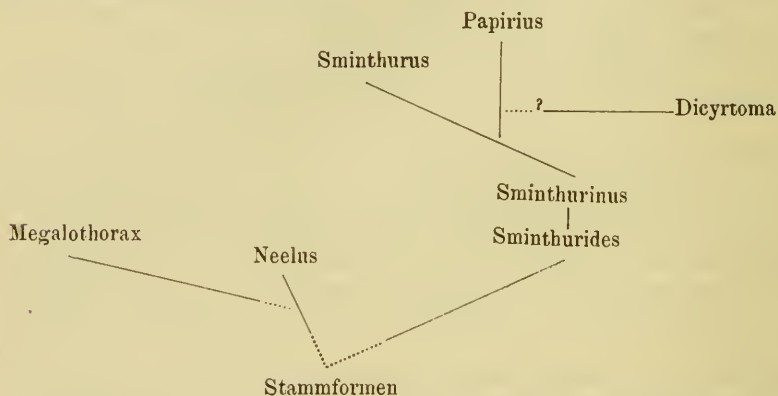 Papirius
Sminthurus
?
Dicyrtoma
Sminthurinus
Megalothorax
Sminthurides
Neelus
Stammformen